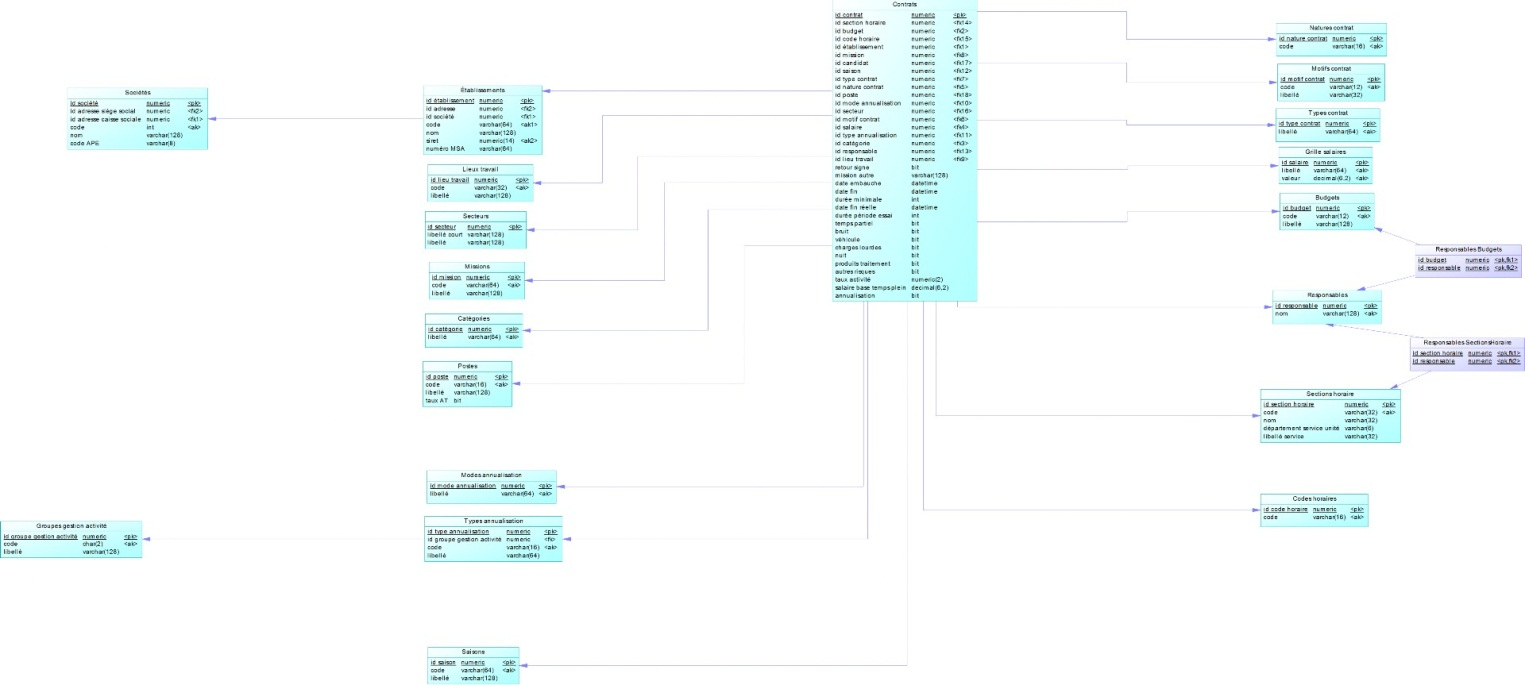 Contrats
id contrat numeric <pk>
id section horaire numeric <fk14>
id budget numeric <fk2>
id code horaire numeric <fk15>
id établissement numeric <fk1>
id mission numeric <fk8>
id candidat numeric <fk17>
id saison numeric <fk12>
id type contrat numeric <fk7>
id nature contrat numeric <fk5>
id poste numeric <fk18>
id mode annualisation numeric <fk10>
id secteur numeric <fk16>
id motif contrat numeric <fk6>
id salaire numeric <fk4>
id type annualisation numeric <fk11>
id catégorie numeric <fk3>
id responsable numeric <fk13>
id lieu travail numeric <fk9>
retour signe bit
mission autre varchar(128)
date embauche datetime
date fin datetime
durée minimale int
date fin réelle datetime
durée période essai int
temps partiel bit
bruit bit
véhicule bit
charges lourdes bit
nuit bit
produits traitement bit
autres risques bit
taux activité numeric(2)
salaire base temps plein decimal(6,2)
annualisation bit
Sociétés
id société numeric <pk>
id adresse siège social numeric <fk2>
id adresse caisse sociale numeric <fk1>
code int <ak>
nom varchar(128)
code APE varchar(8)
Établissements
id établissement numeric <pk>
id adresse numeric <fk2>
id société numeric <fk1>
code varchar(64) <ak1>
nom varchar(128)
siret numeric(14) <ak2>
numéro MSA varchar(64)
Lieux travail
id lieu travail numeric <pk>
code varchar(32) <ak>
libellé varchar(128)
Secteurs
id secteur numeric <pk>
libellé court varchar(128)
libellé varchar(128)
Missions
id mission numeric <pk>
code varchar(64) <ak>
libellé varchar(128)
Catégories
id catégorie numeric <pk>
libellé varchar(64) <ak>
Postes
id poste numeric <pk>
code varchar(16) <ak>
libellé varchar(128)
taux AT bit
Modes annualisation
id mode annualisation numeric <pk>
libellé varchar(64) <ak>
Types annualisation
id type annualisation numeric <pk>
id groupe gestion activité numeric <fk>
code varchar(16) <ak>
libellé varchar(64)
Groupes gestion activité
id groupe gestion activité numeric <pk>
code char(2) <ak>
libellé varchar(128)
Saisons
id saison numeric <pk>
code varchar(64) <ak>
libellé varchar(128)
Natures contrat
id nature contrat numeric <pk>
code varchar(16) <ak>
Motifs contrat
id motif contrat numeric <pk>
code varchar(12) <ak>
libellé varchar(32)
Types contrat
id type contrat numeric <pk>
libellé varchar(64) <ak>
Grille salaires
id salaire numeric <pk>
libellé varchar(64) <ak>
valeur decimal(6,2) <ak>
Budgets
id budget numeric <pk>
code varchar(12) <ak>
libellé varchar(128)
Responsables Budgets
id budget numeric <pk,fk1>
id responsable numeric <pk,fk2>
Responsables
id responsable numeric <pk>
nom varchar(128) <ak>
Responsables SectionsHoraire
id section horaire numeric <pk,fk1>
id responsable numeric <pk,fk2>
Sections horaire
id section horaire numeric <pk>
code varchar(32) <ak>
nom varchar(32)
département service unité varchar(6)
libellé service varchar(32)
Codes horaires
id code horaire numeric <pk>
code varchar(16) <ak>